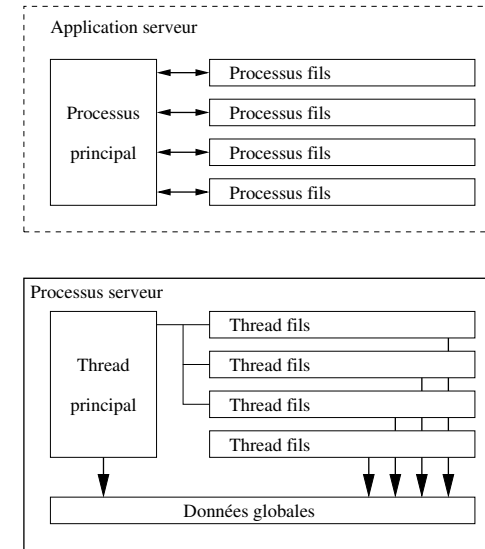 Application serveur
Processus
principal
Processus fils
Processus fils
Processus fils
Processus fils
Processus serveur
Thread
principal
Thread fils
Thread fils
Thread fils
Thread fils
Données globales